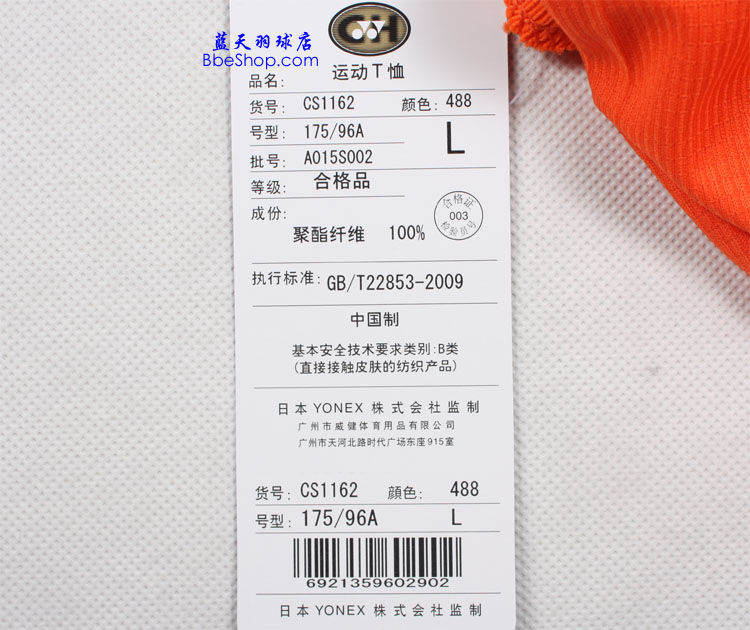 蓝天羽球店
BbeShop.com
GH
品名: 运动T恤
货号: CS1162 颜色: 488
号型: 175/96A L
批号: A015S002
等级: 合格品
成份:
聚酯纤维 100%
合格证
003
检验员号
执行标准: GB/T22853-2009
中国制
基本安全技术要求类别:B类
(直接接触皮肤的纺织产品)
日本 YONEX 株式会社监制
广州市威健体育用品有限公司
广州市天河北路时代广场东座915室
货号: CS1162 颜色: 488
号型: 175/96A L
6921359602902
日本 YONEX 株式会社监制